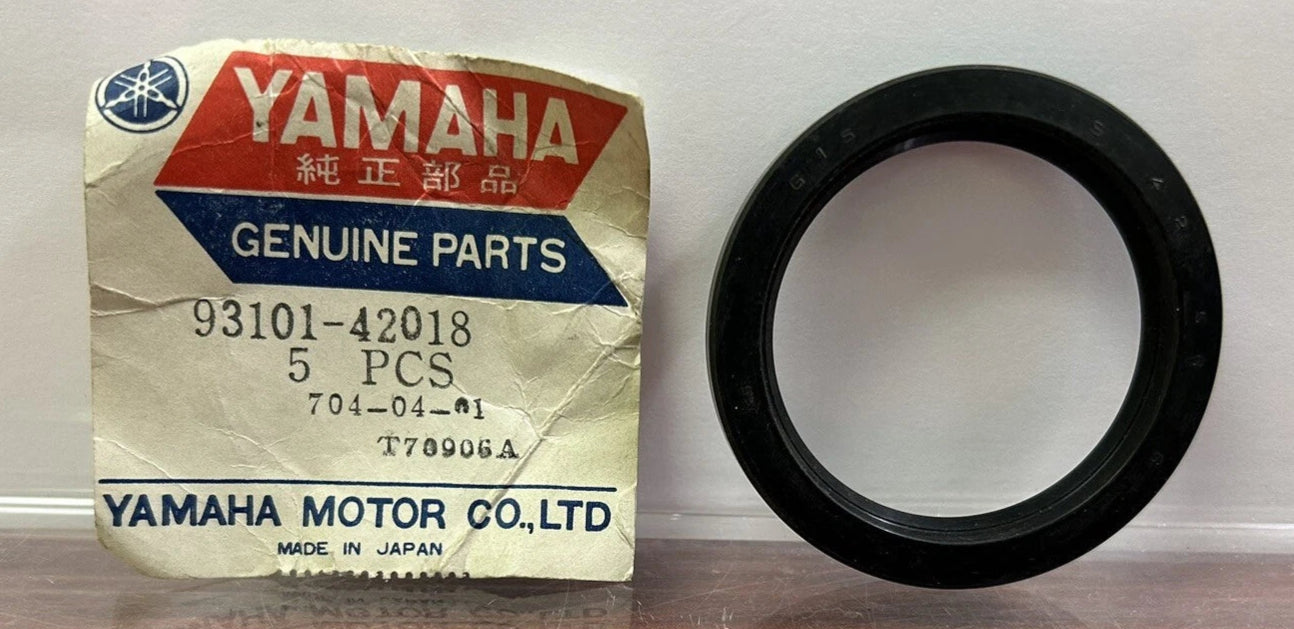 YAMAHA
純正部品
GENUINE PARTS
93101-42018
5 PCS
704-04-01
T70906A
YAMAHA MOTOR CO.,LTD
MADE IN JAPAN